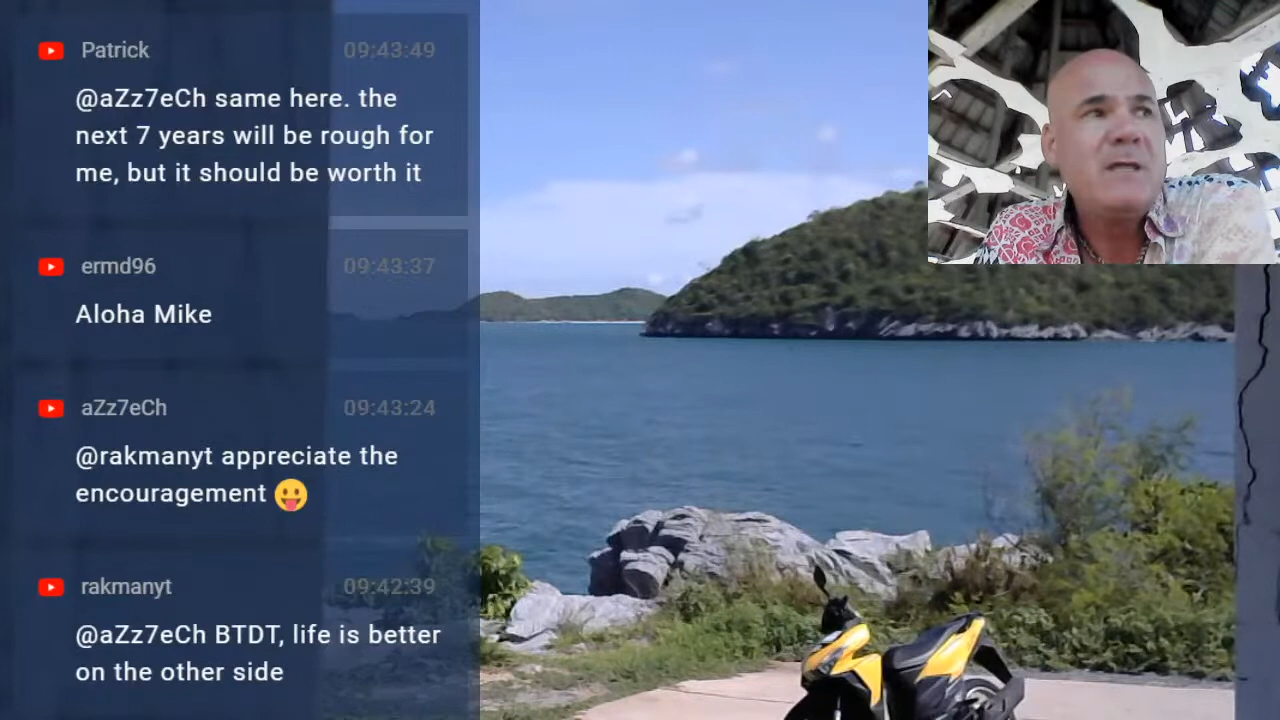 Patrick 09:43:49
@aZz7eCh same here. the
next 7 years will be rough for
me, but it should be worth it
ermd96 09:43:37
Aloha Mike
aZz7eCh 09:43:24
@rakmanyt appreciate the
encouragement 😛
rakmanyt 09:42:39
@aZz7eCh BTDT, life is better
on the other side